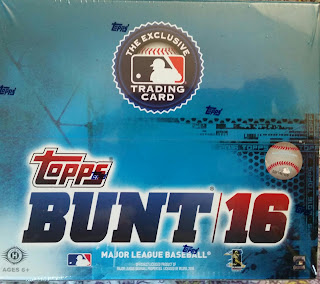 THE EXCLUSIVE
TRADING
CARD
Topps
BUNT 16
MAJOR LEAGUE BASEBALL®
AGES 6+